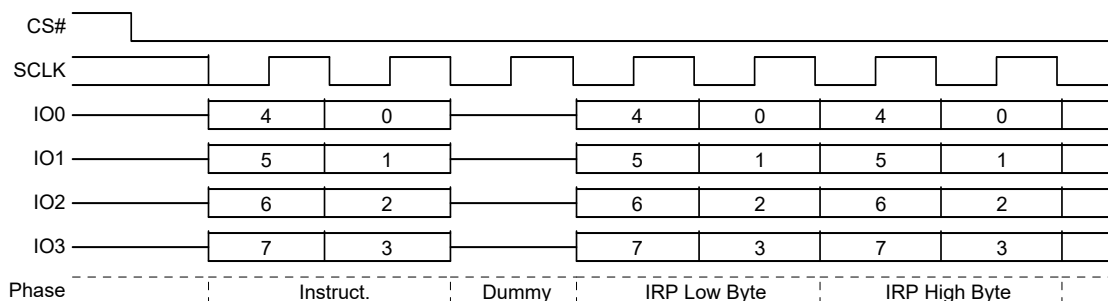 CS#
SCLK
IO0 4 0 4 0 4 0
IO1 5 1 5 1 5 1
IO2 6 2 6 2 6 2
IO3 7 3 7 3 7 3
Phase Instruct. Dummy IRP Low Byte IRP High Byte